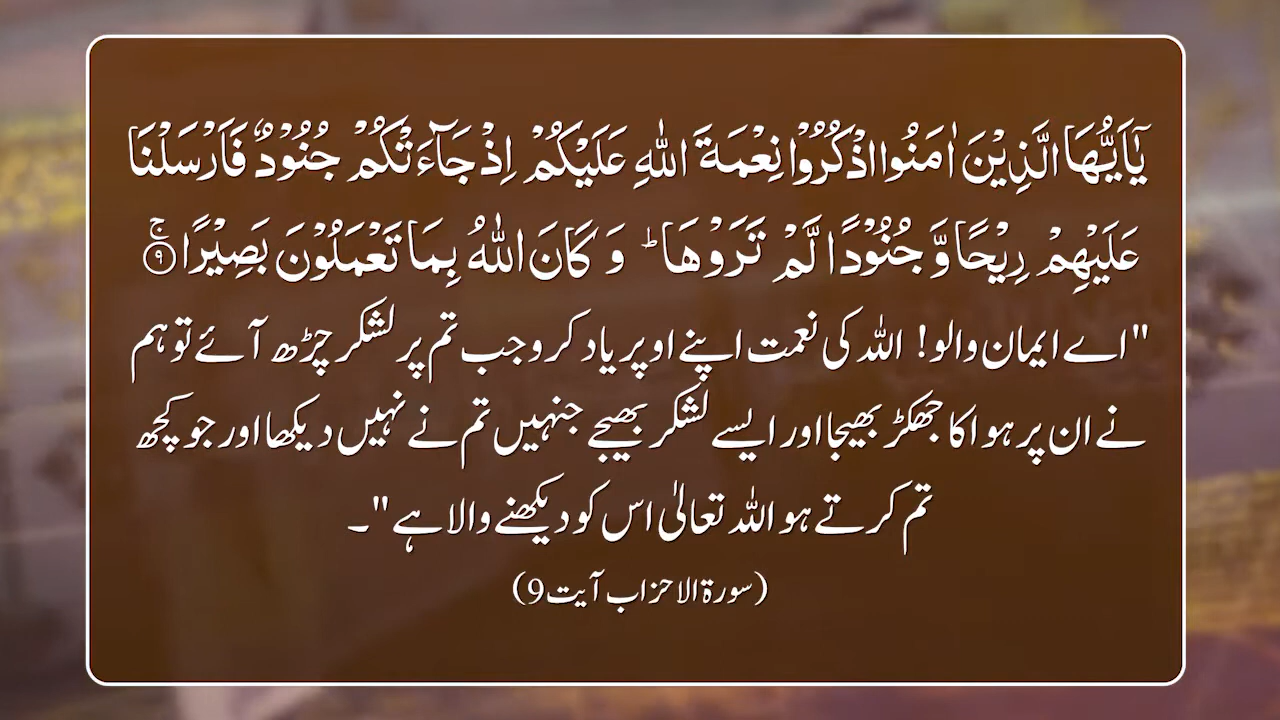 يٰۤاَيُّهَا الَّذِيْنَ اٰمَنُوا اذْكُرُوْا نِعْمَةَ اللّٰهِ عَلَيْكُمْ اِذْ جَآءَتْكُمْ جُنُوْدٌ فَاَرْسَلْنَا
عَلَيْهِمْ رِيْحًا وَّ جُنُوْدًا لَّمْ تَرَوْهَا ؕ وَ كَانَ اللّٰهُ بِمَا تَعْمَلُوْنَ بَصِيْرًا ۚ۝۹
"اے ایمان والو! اللہ کی نعمت اپنے اوپر یاد کرو جب تم پر لشکر چڑھ آئے تو ہم
نے ان پر ہوا کا جھکڑ بھیجا اور ایسے لشکر بھیجے جنہیں تم نے نہیں دیکھا اور جو کچھ
تم کرتے ہو اللہ تعالیٰ اس کو دیکھنے والا ہے"۔
(سورۃ الاحزاب آیت 9)